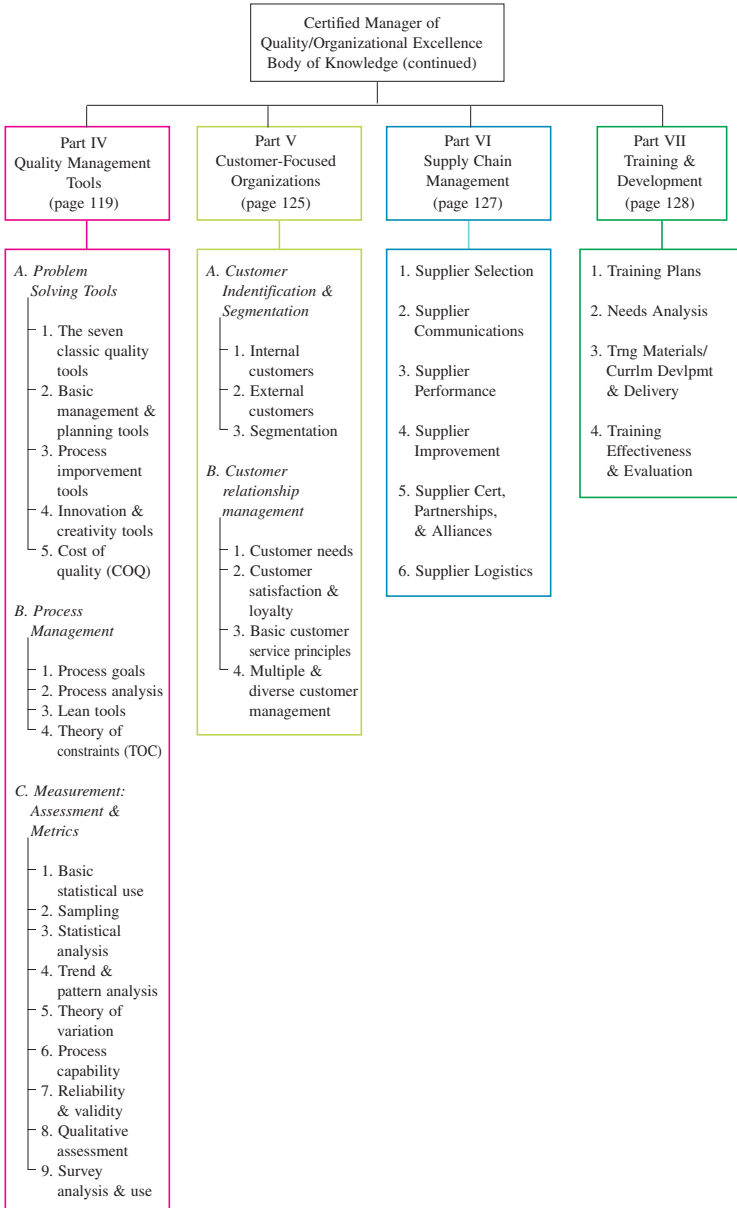 Certified Manager of
Quality/Organizational Excellence
Body of Knowledge (continued)
Part IV
Quality Management
Tools
(page 119)
Part V
Customer-Focused
Organizations
(page 125)
Part VI
Supply Chain
Management
(page 127)
Part VII
Training &
Development
(page 128)
A. Problem
Solving Tools
1. The seven
classic quality
tools
2. Basic
management &
planning tools
3. Process
imporvement
tools
4. Innovation &
creativity tools
5. Cost of
quality (COQ)
B. Process
Management
1. Process goals
2. Process analysis
3. Lean tools
4. Theory of
constraints (TOC)
C. Measurement:
Assessment &
Metrics
1. Basic
statistical use
2. Sampling
3. Statistical
analysis
4. Trend &
pattern analysis
5. Theory of
variation
6. Process
capability
7. Reliability
& validity
8. Qualitative
assessment
9. Survey
analysis & use
A. Customer
Indentification &
Segmentation
1. Internal
customers
2. External
customers
3. Segmentation
B. Customer
relationship
management
1. Customer needs
2. Customer
satisfaction &
loyalty
3. Basic customer
service principles
4. Multiple &
diverse customer
management
1. Supplier Selection
2. Supplier
Communications
3. Supplier
Performance
4. Supplier
Improvement
5. Supplier Cert,
Partnerships,
& Alliances
6. Supplier Logistics
1. Training Plans
2. Needs Analysis
3. Trng Materials/
Currlm Devlpmt
& Delivery
4. Training
Effectiveness
& Evaluation